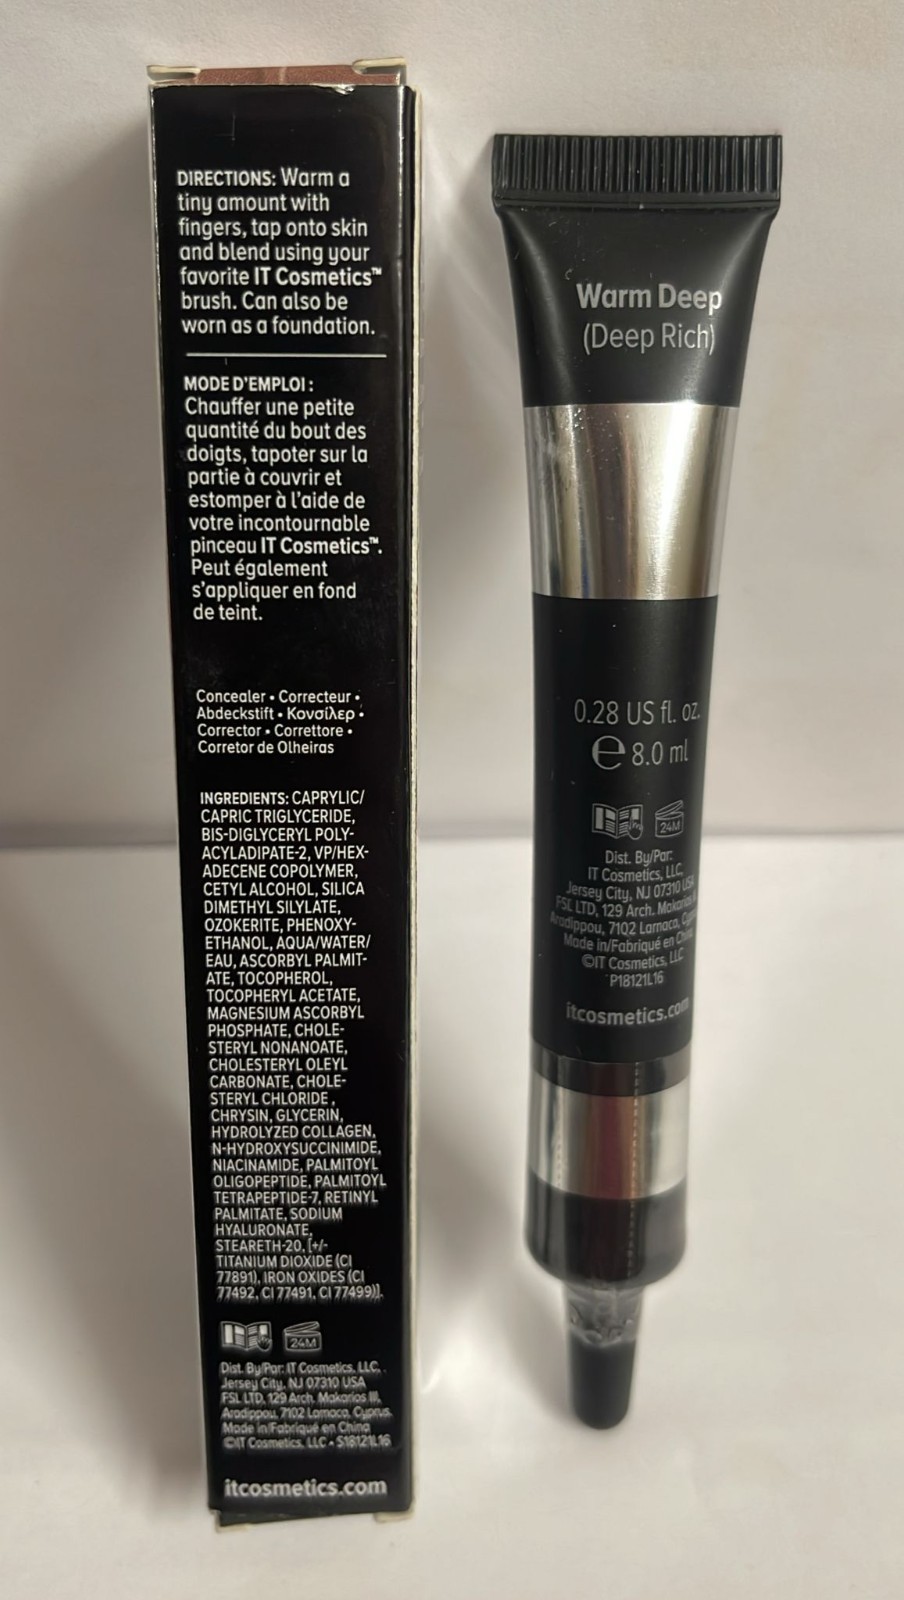 DIRECTIONS: Warm a
tiny amount with
fingers, tap onto skin
and blend using your
favorite IT Cosmetics™
brush. Can also be
worn as a foundation.
MODE D'EMPLOI :
Chauffer une petite
quantité du bout des
doigts, tapoter sur la
partie à couvrir et
estomper à l'aide de
votre incontournable
pinceau IT Cosmetics™.
Peut également
s'appliquer en fond
de teint.
Concealer • Correcteur •
Abdeckstift • Κονσίλερ •
Corrector • Correttore •
Corretor de Olheiras
INGREDIENTS: CAPRYLIC/
CAPRIC TRIGLYCERIDE,
BIS-DIGLYCERYL POLY-
ACYLADIPATE-2, VP/HEX-
ADECENE COPOLYMER,
CETYL ALCOHOL, SILICA
DIMETHYL SILYLATE,
OZOKERITE, PHENOXY-
ETHANOL, AQUA/WATER/
EAU, ASCORBYL PALMIT-
ATE, TOCOPHEROL,
TOCOPHERYL ACETATE,
MAGNESIUM ASCORBYL
PHOSPHATE, CHOLE-
STERYL NONANOATE,
CHOLESTERYL OLEYL
CARBONATE, CHOLE-
STERYL CHLORIDE,
CHRYSIN, GLYCERIN,
HYDROLYZED COLLAGEN,
N-HYDROXYSUCCINIMIDE,
NIACINAMIDE, PALMITOYL
OLIGOPEPTIDE, PALMITOYL
TETRAPEPTIDE-7, RETINYL
PALMITATE, SODIUM
HYALURONATE,
STEARETH-20, [+/-
TITANIUM DIOXIDE (CI
77891), IRON OXIDES (CI
77492, CI 77491, CI 77499)].
24M
Dist. By/Par: IT Cosmetics, LLC,
Jersey City, NJ 07310 USA
FSL LTD, 129 Arch. Makarios III,
Aradippou, 7102 Larnaca, Cyprus.
Made in/Fabriqué en China
©IT Cosmetics, LLC • S18121L16
itcosmetics.com
Warm Deep
(Deep Rich)
0.28 US fl. oz.
℮ 8.0 ml
24M
Dist. By/Par:
IT Cosmetics, LLC,
Jersey City, NJ 07310 USA
FSL LTD, 129 Arch. Makarios
Aradippou, 7102 Larnaca,
Made in/Fabriqué en
©IT Cosmetics, LLC
P18121L16
itcosmetics.com